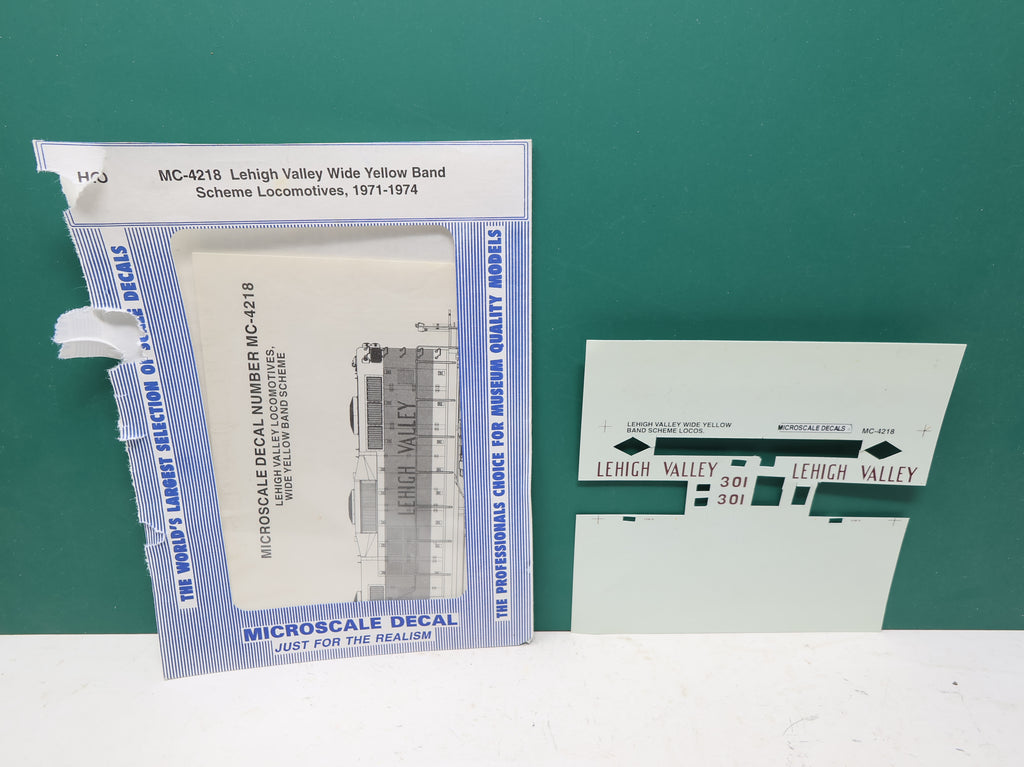 HO
MC-4218 Lehigh Valley Wide Yellow Band
Scheme Locomotives, 1971-1974
THE WORLD'S LARGEST SELECTION OF SCALE DECALS
MICROSCALE DECAL NUMBER MC-4218
LEHIGH VALLEY LOCOMOTIVES,
WIDE YELLOW BAND SCHEME
LEHIGH VALLEY
THE PROFESSIONALS CHOICE FOR MUSEUM QUALITY MODELS
MICROSCALE DECAL
JUST FOR THE REALISM
LEHIGH VALLEY WIDE YELLOW
BAND SCHEME LOCOS.
MICROSCALE DECALS
MC-4218
LEHIGH VALLEY
LEHIGH VALLEY
301
301